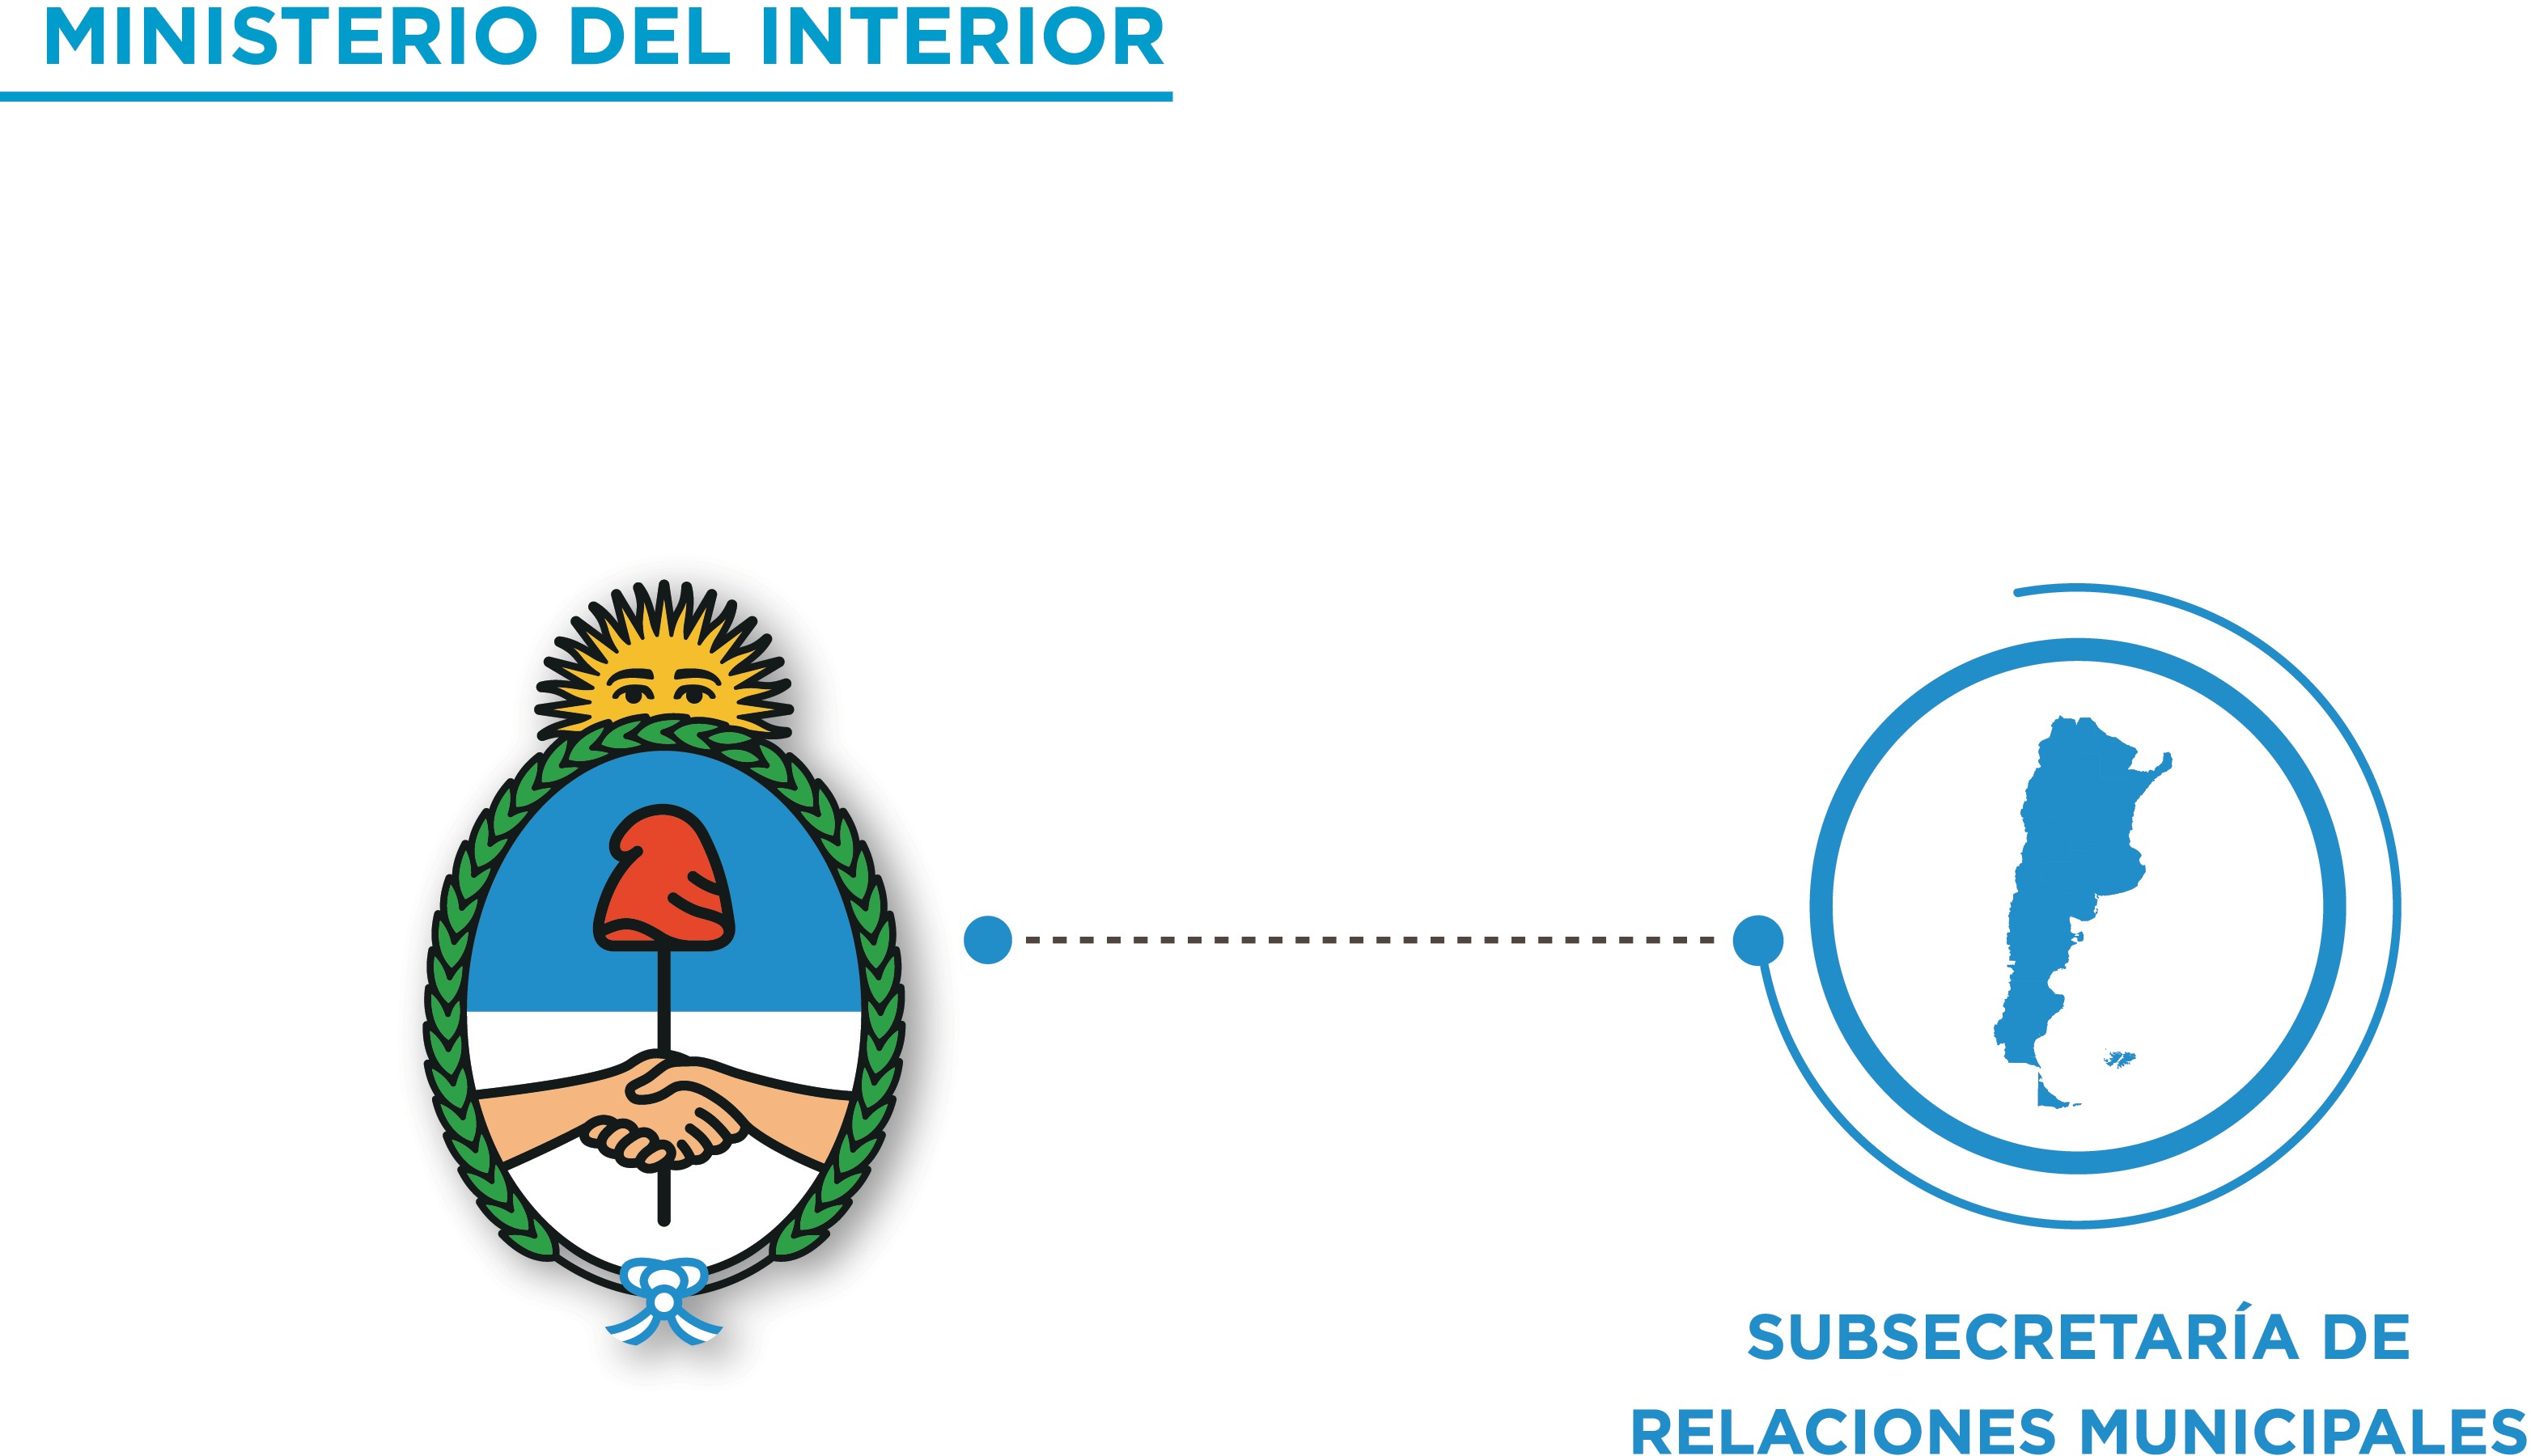 MINISTERIO DEL INTERIOR
SUBSECRETARÍA DE
RELACIONES MUNICIPALES